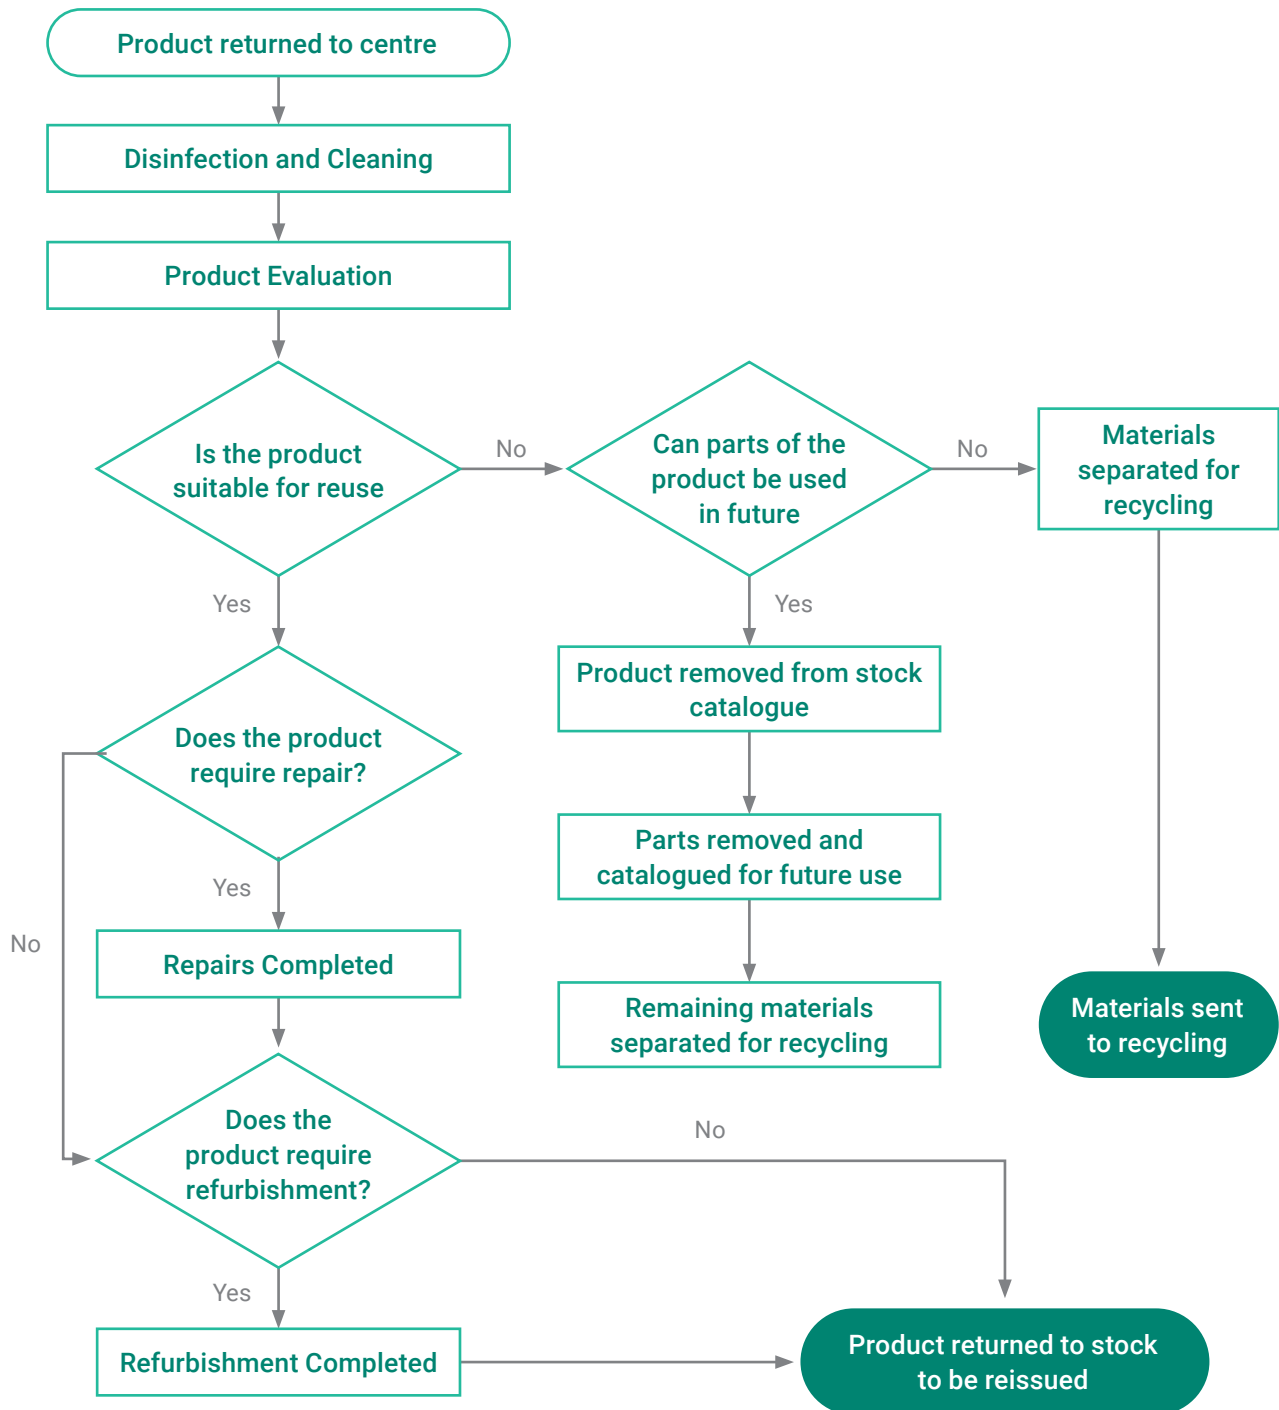 Product returned to centre
Disinfection and Cleaning
Product Evaluation
Is the product
suitable for reuse
No
Can parts of the
product be used
in future
No
Materials
separated for
recycling
Yes
Yes
Product removed from stock
catalogue
Does the product
require repair?
Parts removed and
catalogued for future use
Yes
No
Repairs Completed
Remaining materials
separated for recycling
Materials sent
to recycling
Does the
product require
refurbishment?
No
Yes
Refurbishment Completed
Product returned to stock
to be reissued